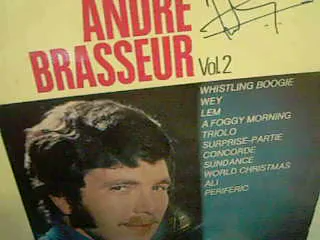 ANDRE
BRASSEUR Vol.2
WHISTLING BOOGIE
WEY
LEM
A FOGGY MORNING
TRIOLO
SURPRISE-PARTIE
CONCORDE
SUNDANCE
WORLD CHRISTMAS
ALI
PERIFERIC